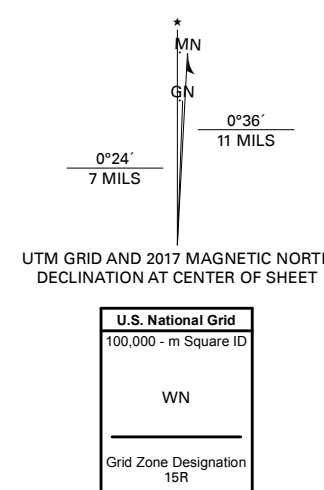 ★
MN
GN
0°36´
11 MILS
0°24´
7 MILS
UTM GRID AND 2017 MAGNETIC NORTH
DECLINATION AT CENTER OF SHEET
U.S. National Grid
100,000 - m Square ID
WN
Grid Zone Designation
15R